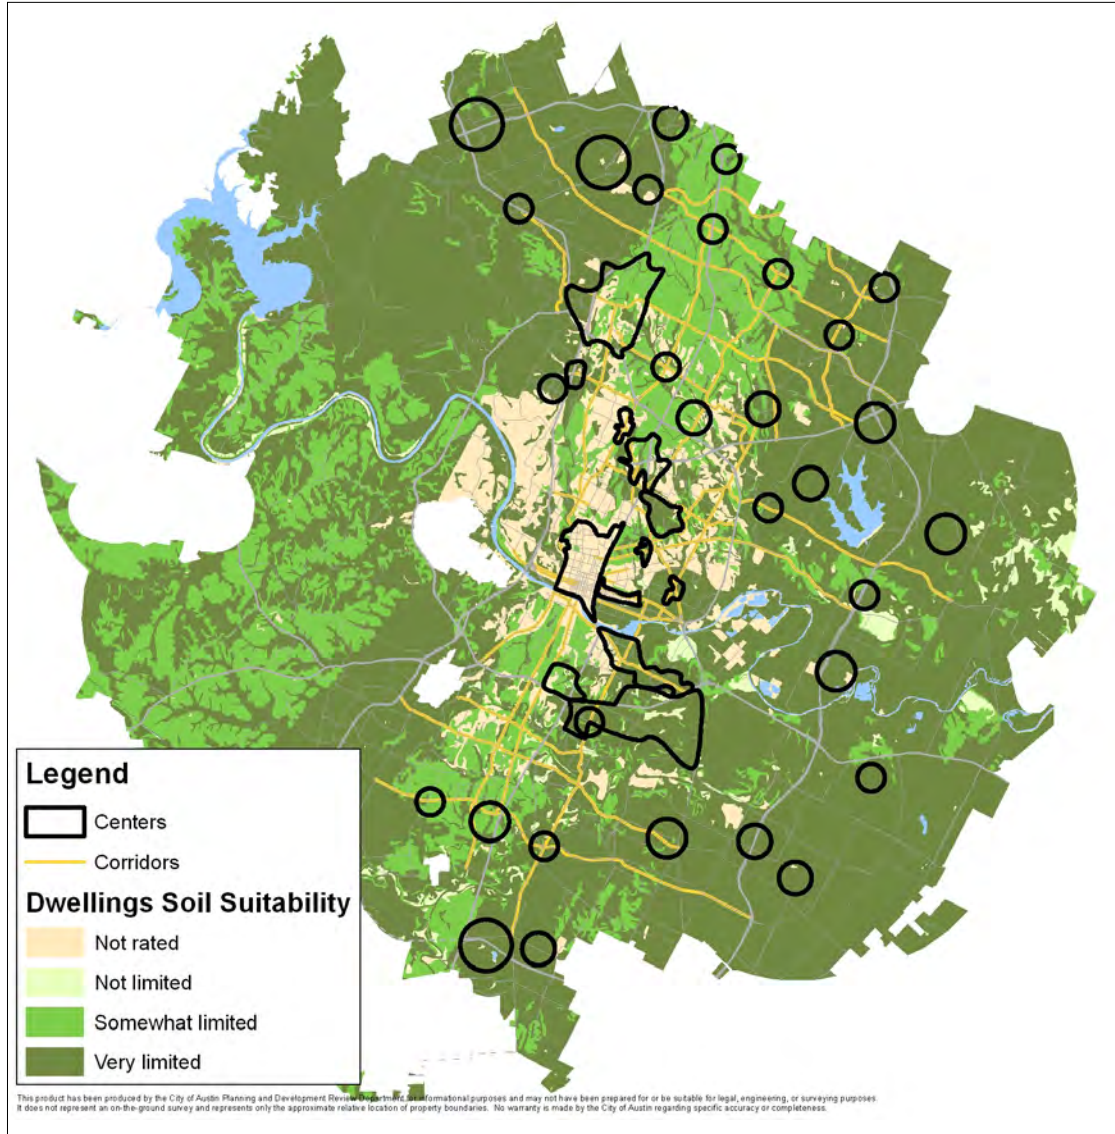 Legend
Centers
Corridors
Dwellings Soil Suitability
Not rated
Not limited
Somewhat limited
Very limited
This product has been produced by the City of Austin Planning and Development Review Department for informational purposes and may not have been prepared for or be suitable for legal, engineering, or surveying purposes.
It does not represent an on-the-ground survey and represents only the approximate relative location of property boundaries. No warranty is made by the City of Austin regarding specific accuracy or completeness.